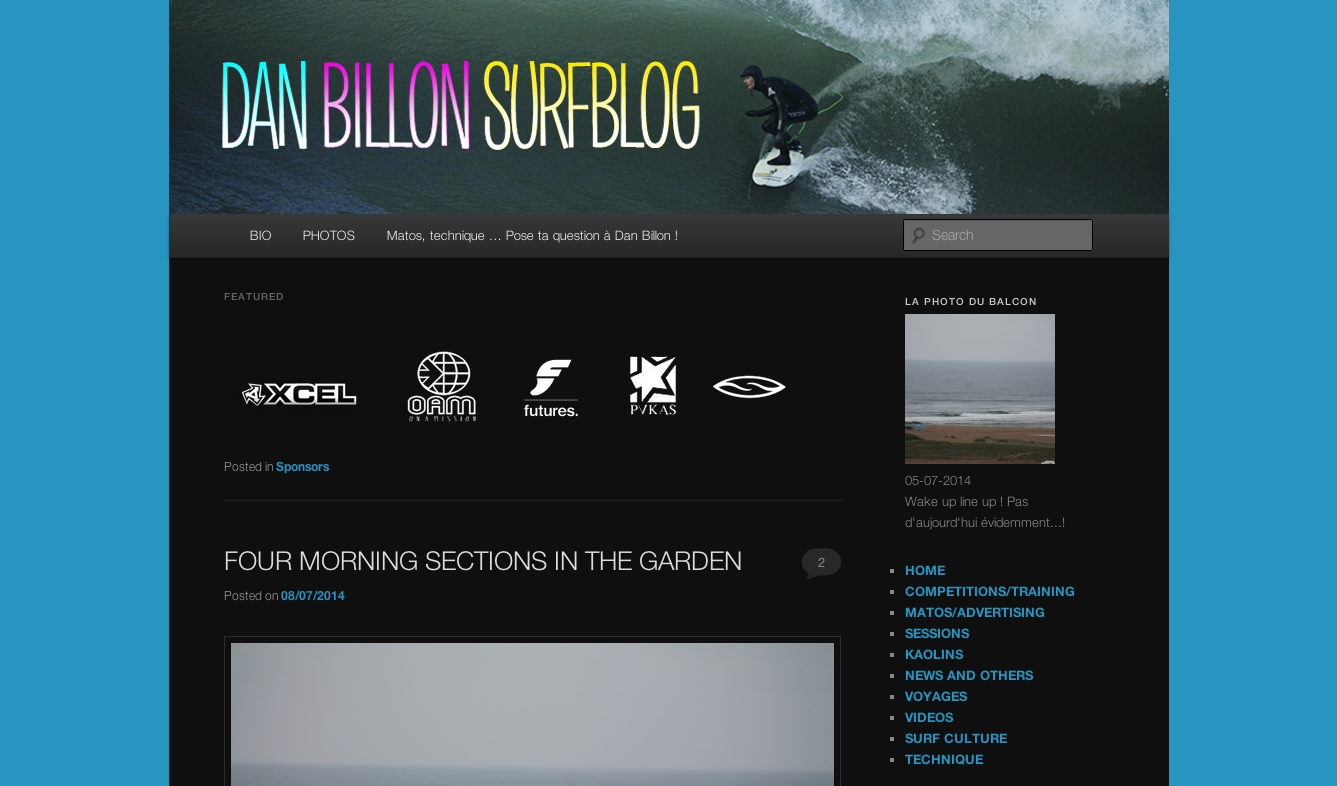 DAN BILLON SURFBLOG
BIO
PHOTOS
Matos, technique … Pose ta question à Dan Billon !
Search
FEATURED
XCEL
OAM
ON A MISSION
futures.
PUKAS
Posted in Sponsors
FOUR MORNING SECTIONS IN THE GARDEN
2
Posted on 08/07/2014
LA PHOTO DU BALCON
05-07-2014
Wake up line up ! Pas
d'aujourd'hui évidemment...!
HOME
COMPETITIONS/TRAINING
MATOS/ADVERTISING
SESSIONS
KAOLINS
NEWS AND OTHERS
VOYAGES
VIDEOS
SURF CULTURE
TECHNIQUE